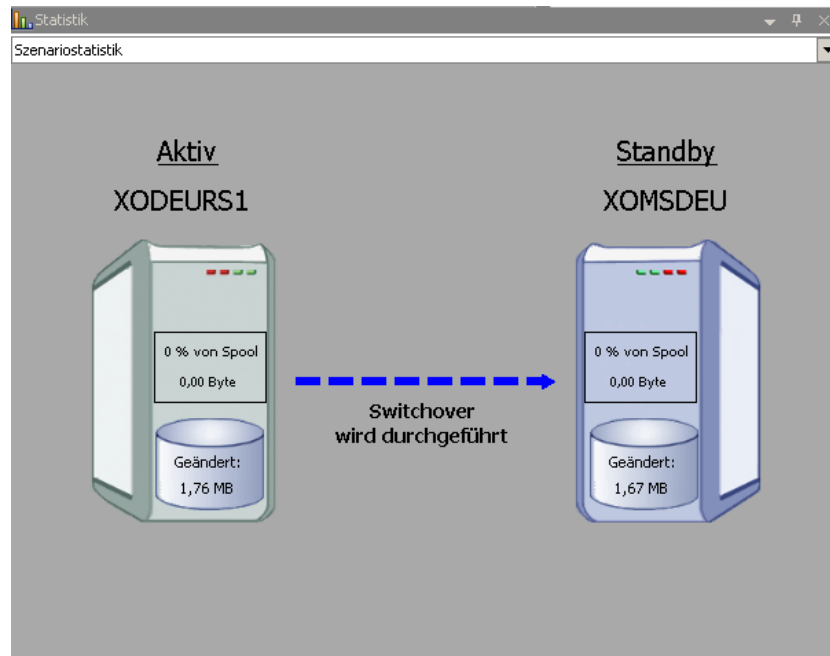 Statistik
Szenariostatistik
Aktiv
XODEURS1
Standby
XOMSDEU
0 % von Spool
0,00 Byte
Geändert:
1,76 MB
Switchover
wird durchgeführt
0 % von Spool
0,00 Byte
Geändert:
1,67 MB